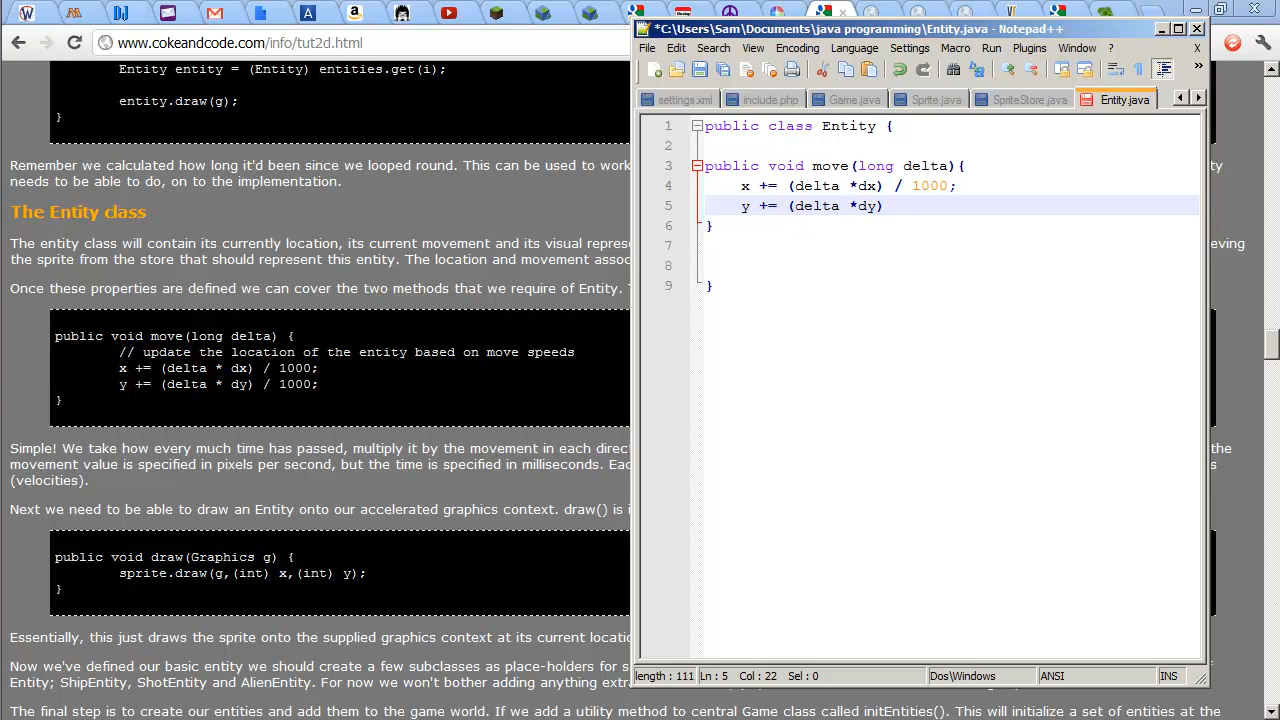 *C:\Users\Sam\Documents\java programming\Entity.java - Notepad++
www.cokeandcode.com/info/tut2d.html
File Edit Search View Encoding Language Settings Macro Run Plugins Window ? X
settings.xml include.php Game.java Sprite.java SpriteStore.java Entity.java
Entity entity = (Entity) entities.get(i);
entity.draw(g);
}
Remember we calculated how long it'd been since we looped round. This can be used to work
needs to be able to do, on to the implementation.
The Entity class
The entity class will contain its currently location, its current movement and its visual repres
eving
the sprite from the store that should represent this entity. The location and movement assoc
Once these properties are defined we can cover the two methods that we require of Entity. T
public void move(long delta) {
// update the location of the entity based on move speeds
x += (delta * dx) / 1000;
y += (delta * dy) / 1000;
}
Simple! We take how every much time has passed, multiply it by the movement in each direc
the
movement value is specified in pixels per second, but the time is specified in milliseconds. Eac
s
(velocities).
Next we need to be able to draw an Entity onto our accelerated graphics context. draw() is i
public void draw(Graphics g) {
sprite.draw(g,(int) x,(int) y);
}
Essentially, this just draws the sprite onto the supplied graphics context at its current locatio
Now we've defined our basic entity we should create a few subclasses as place-holders for s
of
Entity; ShipEntity, ShotEntity and AlienEntity. For now we won't bother adding anything extr
The final step is to create our entities and add them to the game world. If we add a utility method to central Game class called initEntities(). This will initialize a set of entities at the
1 public class Entity {
2
3 public void move(long delta){
4 x += (delta *dx) / 1000;
5 y += (delta *dy)
6 }
7
8
9 }
length : 111 Ln : 5 Col : 22 Sel : 0 Dos\Windows ANSI INS